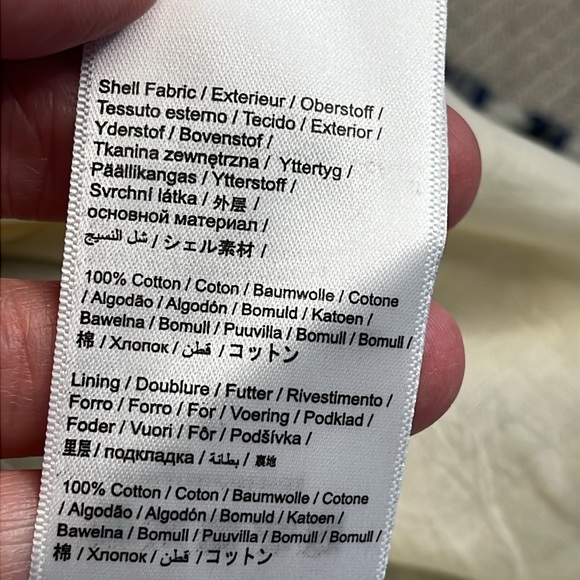 Shell Fabric / Exterieur / Oberstoff /
Tessuto esterno / Tecido / Exterior /
Yderstof / Bovenstof /
Tkanina zewnętrzna / Yttertyg /
Päällikangas / Ytterstoff /
Svrchní látka / 外层 /
основной материал /
شل النسيج / シェル素材 /
100% Cotton / Coton / Baumwolle / Cotone
/ Algodão / Algodón / Bomuld / Katoen /
Bawełna / Bomull / Puuvilla / Bomull / Bomull /
棉 / Хлопок / قطن / コットン
Lining / Doublure / Futter / Rivestimento /
Forro / Forro / For / Voering / Podkład /
Foder / Vuori / Fôr / Podšívka /
里层 / подкладка / بطانة / 裏地
100% Cotton / Coton / Baumwolle / Cotone
/ Algodão / Algodón / Bomuld / Katoen /
Bawełna / Bomull / Puuvilla / Bomull / Bomull /
棉 / Хлопок / قطن / コットン